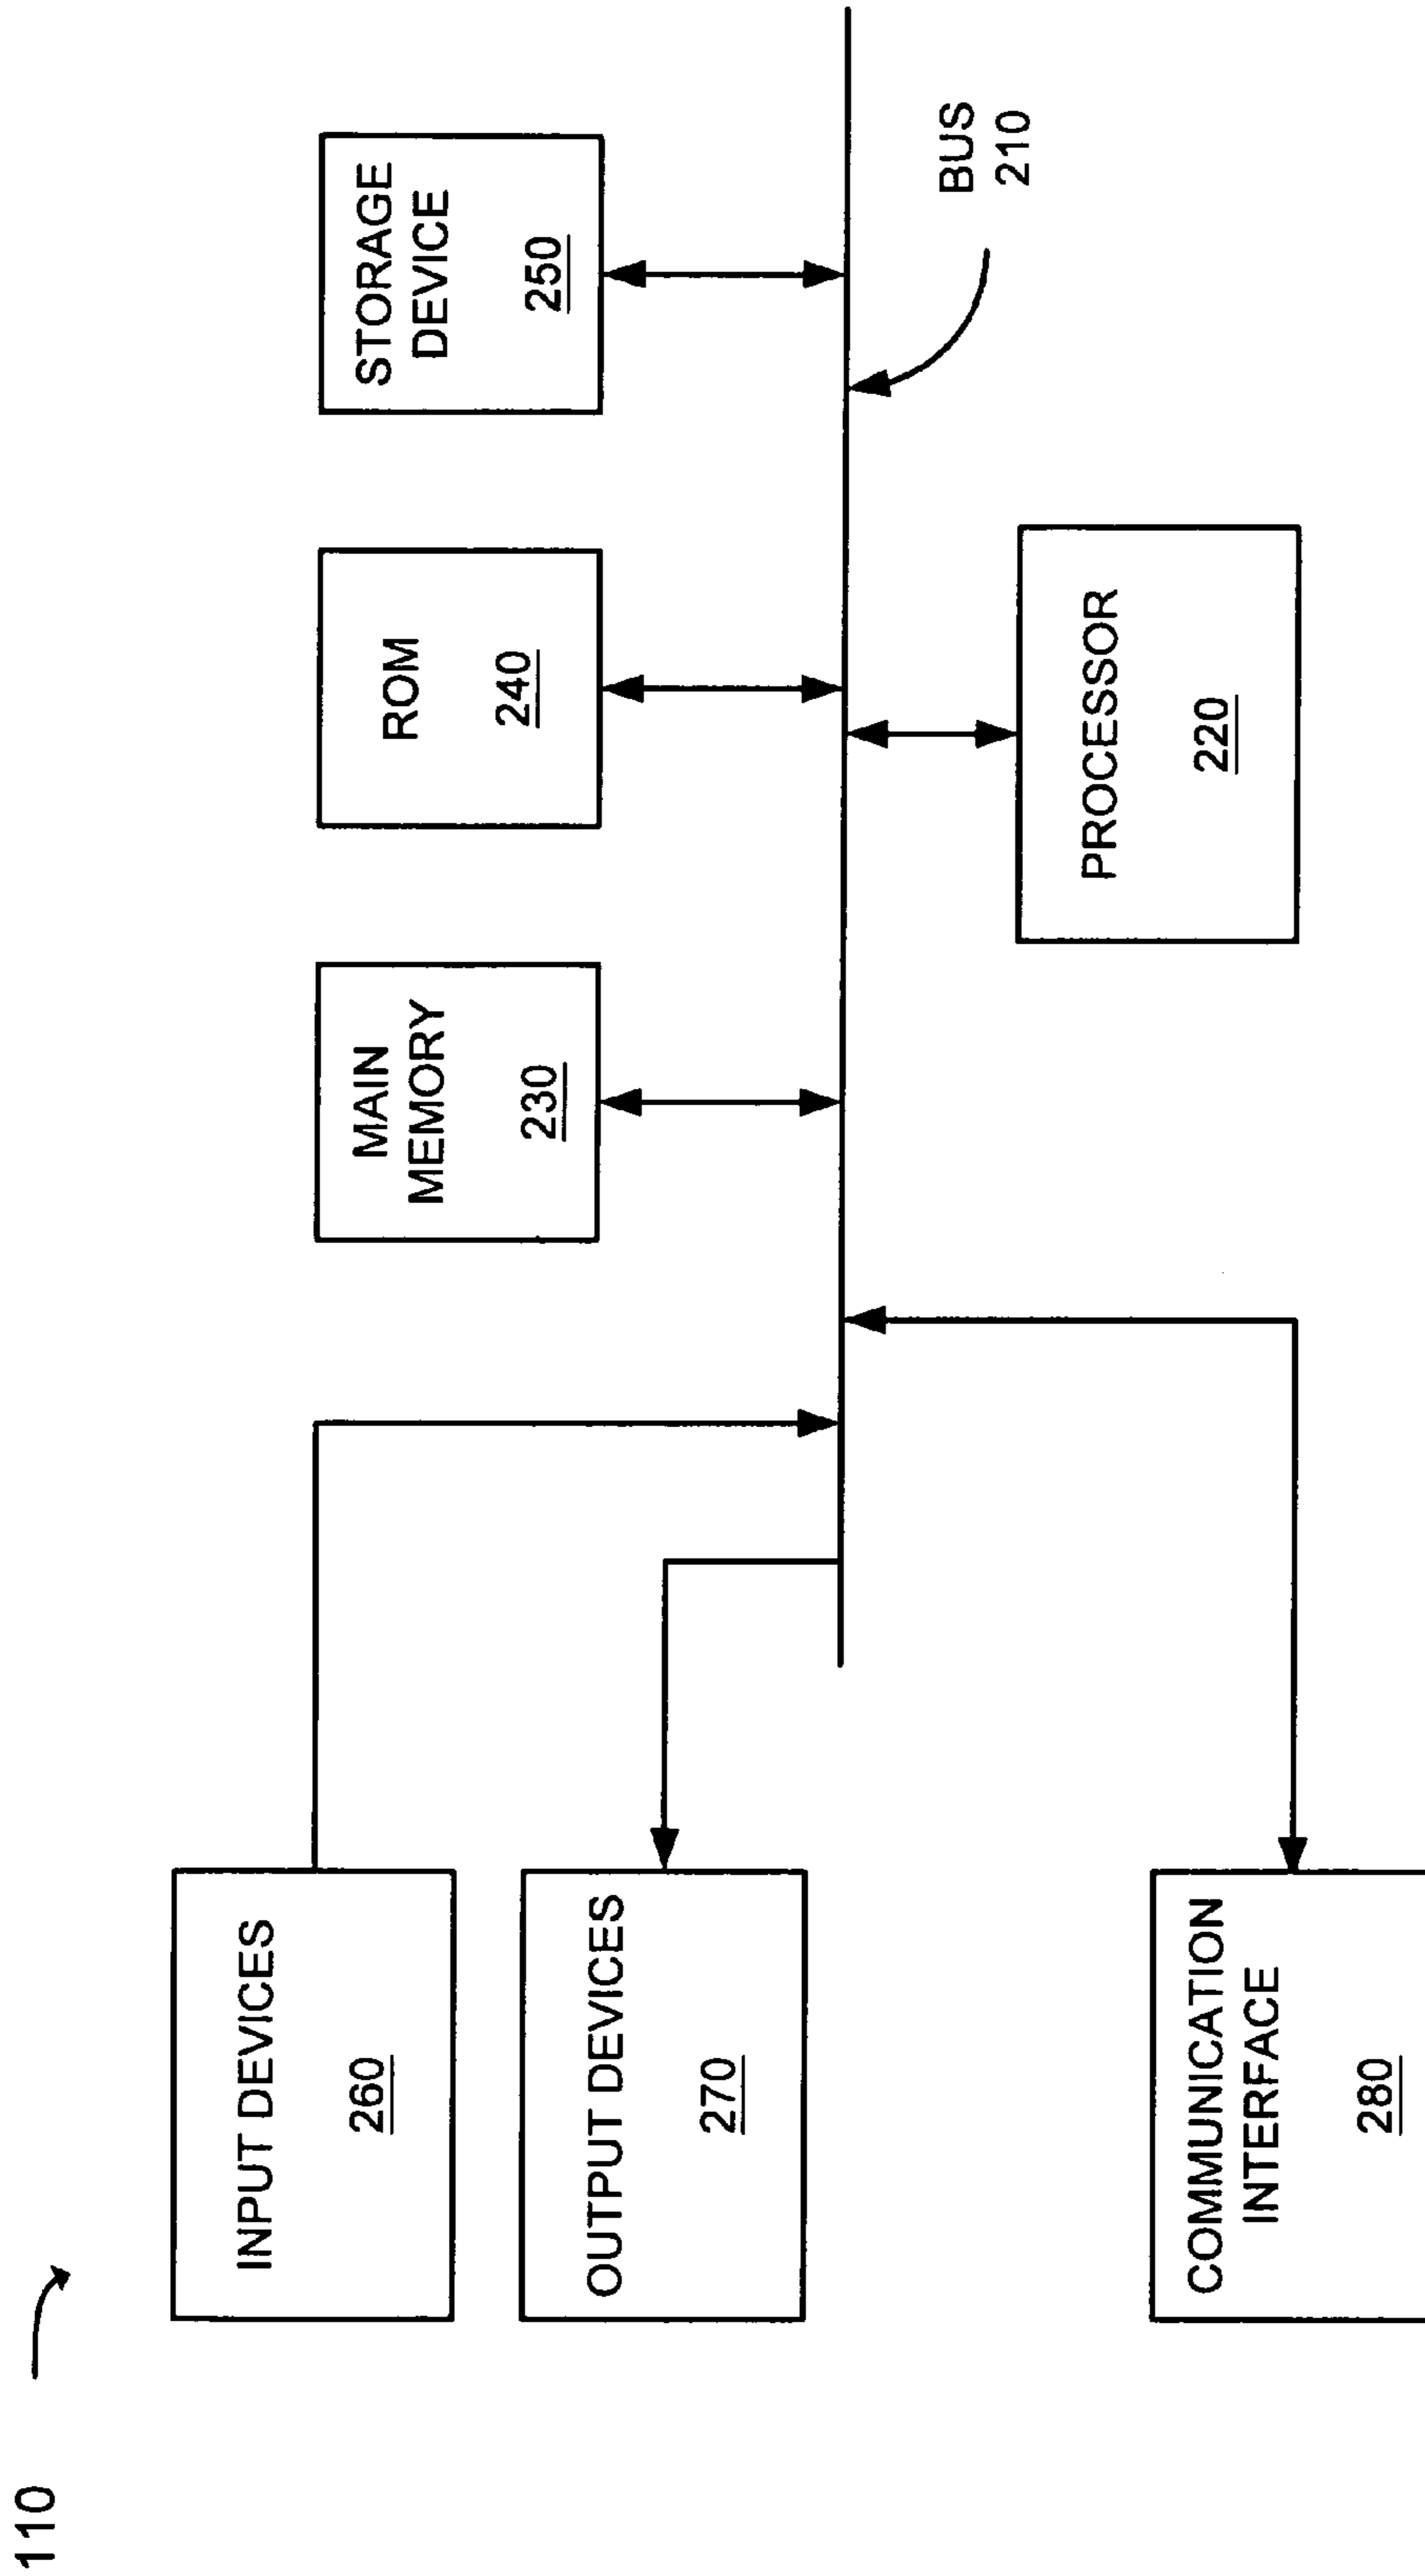 110
INPUT DEVICES
260
OUTPUT DEVICES
270
COMMUNICATION
INTERFACE
280
MAIN
MEMORY
230
ROM
240
STORAGE
DEVICE
250
PROCESSOR
220
BUS
210